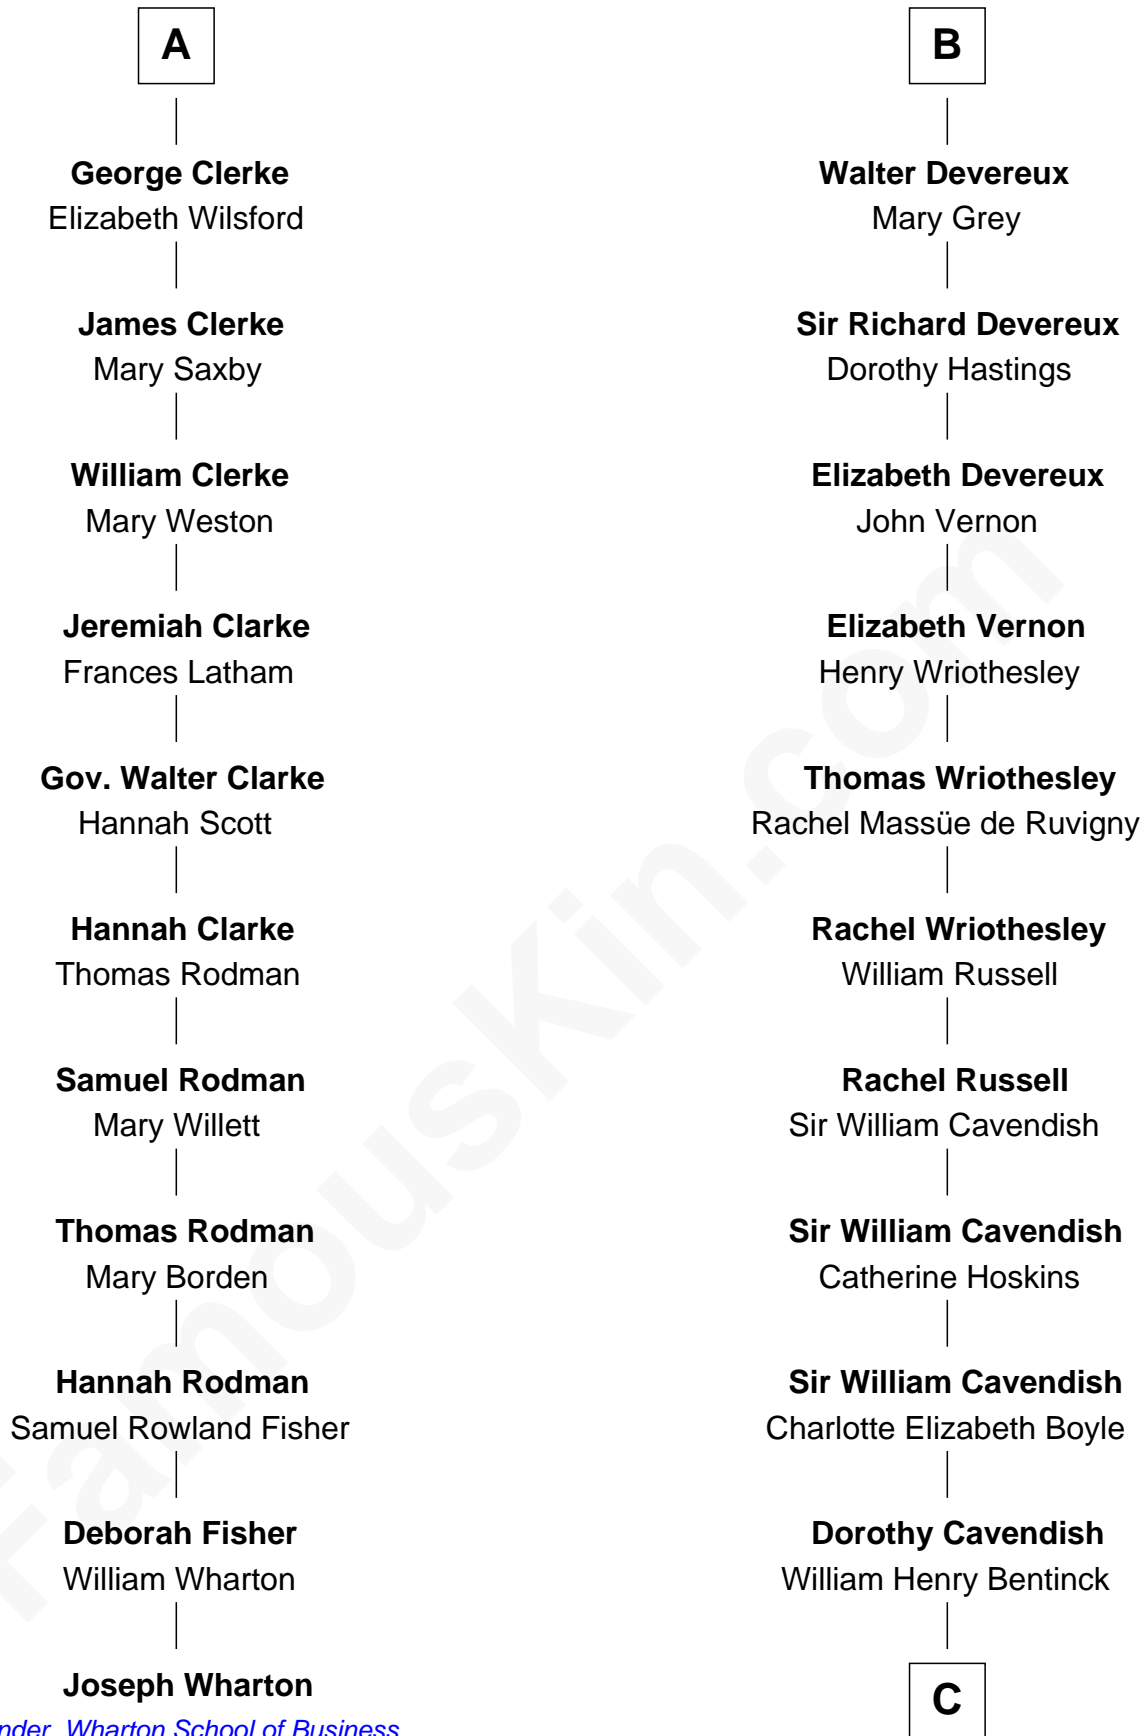 A
George Clerke
Elizabeth Wilsford
James Clerke
Mary Saxby
William Clerke
Mary Weston
Jeremiah Clarke
Frances Latham
Gov. Walter Clarke
Hannah Scott
Hannah Clarke
Thomas Rodman
Samuel Rodman
Mary Willett
Thomas Rodman
Mary Borden
Hannah Rodman
Samuel Rowland Fisher
Deborah Fisher
William Wharton
Joseph Wharton
nder, Wharton School of Business
B
Walter Devereux
Mary Grey
Sir Richard Devereux
Dorothy Hastings
Elizabeth Devereux
John Vernon
Elizabeth Vernon
Henry Wriothesley
Thomas Wriothesley
Rachel Massüe de Ruvigny
Rachel Wriothesley
William Russell
Rachel Russell
Sir William Cavendish
Sir William Cavendish
Catherine Hoskins
Sir William Cavendish
Charlotte Elizabeth Boyle
Dorothy Cavendish
William Henry Bentinck
C
FamousKin.com